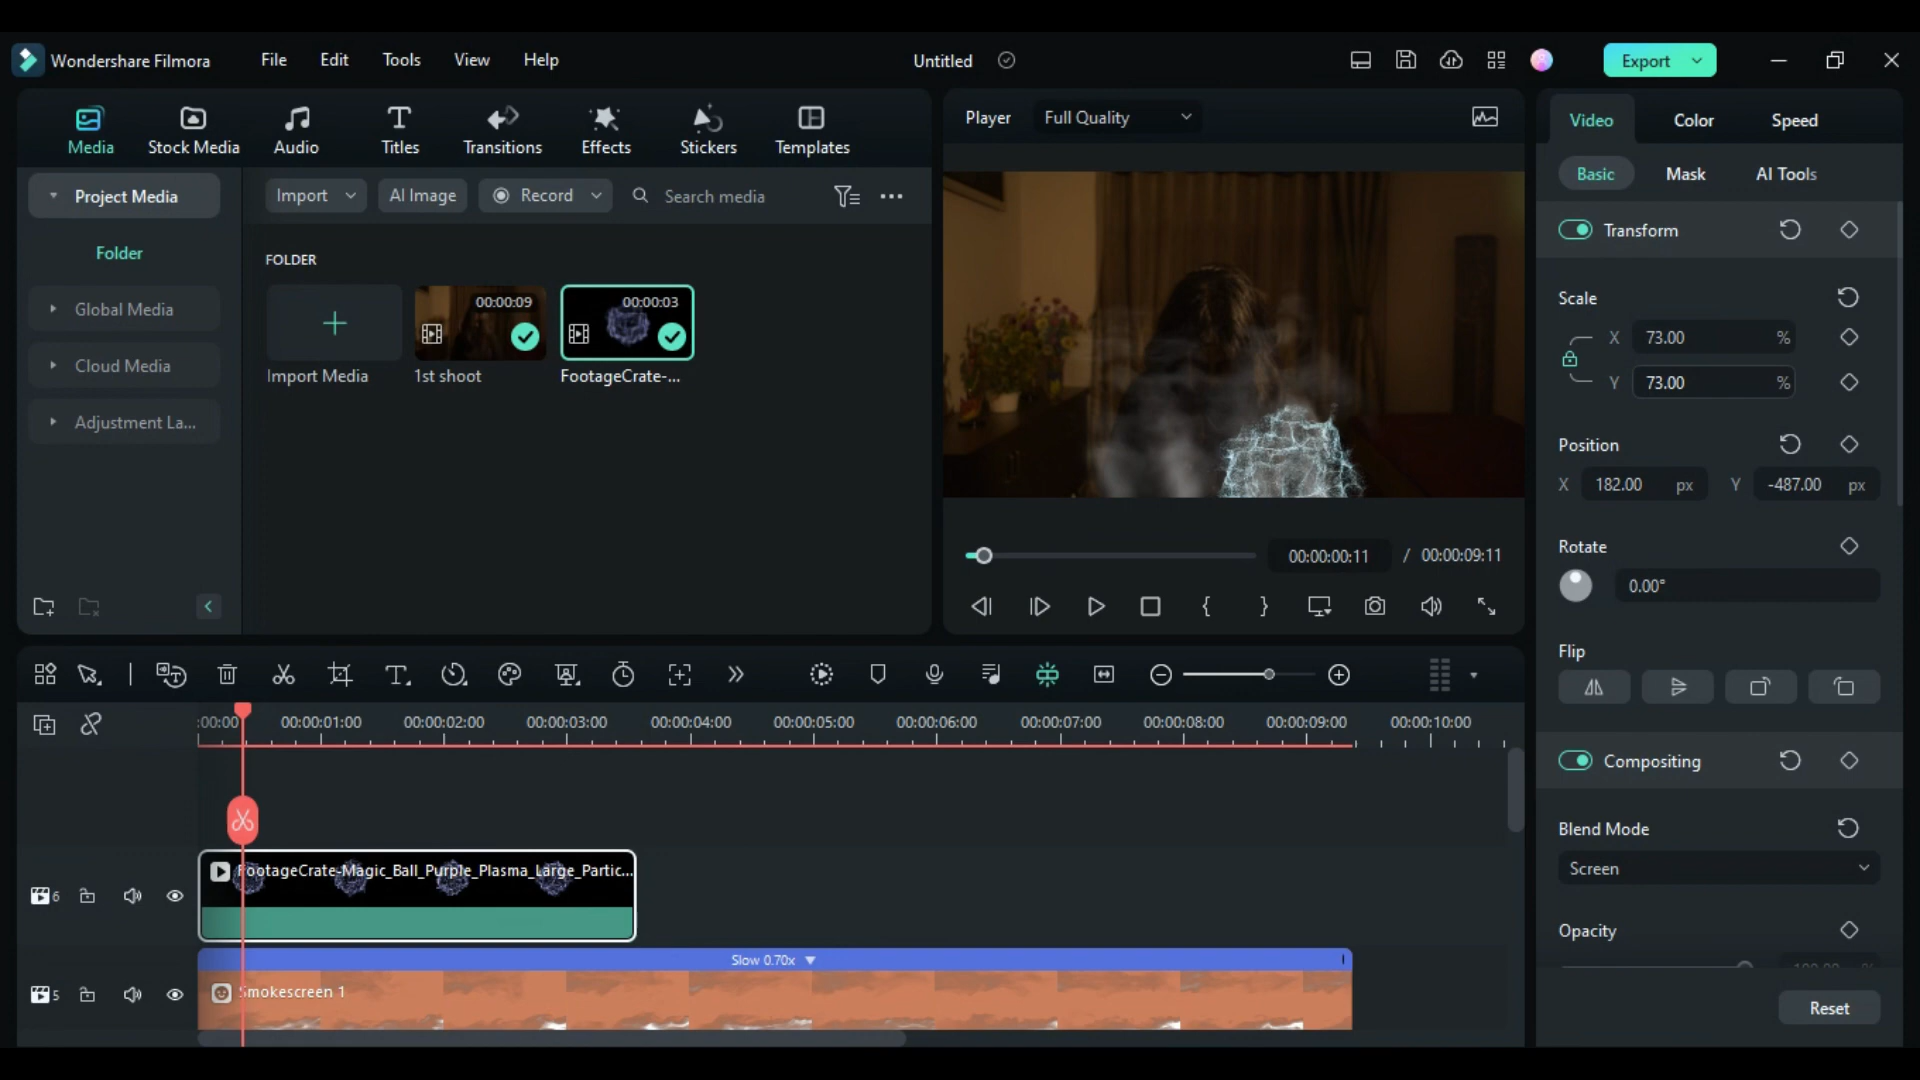 Wondershare Filmora File Edit Tools View Help Untitled Export
Media Stock Media Audio Titles Transitions Effects Stickers Templates
Player Full Quality
Video Color Speed
Project Media
Import AI Image Record Search media
Basic Mask AI Tools
Folder
FOLDER
Transform
Global Media
Cloud Media
Adjustment La...
00:00:09
00:00:03
Import Media 1st shoot FootageCrate-...
Scale
X 73.00 %
Y 73.00 %
Position
X 182.00 px Y -487.00 px
Rotate
0.00°
00:00:00:11 / 00:00:09:11
Flip
:00:00 00:00:01:00 00:00:02:00 00:00:03:00 00:00:04:00 00:00:05:00 00:00:06:00 00:00:07:00 00:00:08:00 00:00:09:00 00:00:10:00
Compositing
Blend Mode
Screen
Opacity
100.00 %
Reset
FootageCrate-Magic_Ball_Purple_Plasma_Large_Partic...
6
Slow 0.70x
Smokescreen 1
5